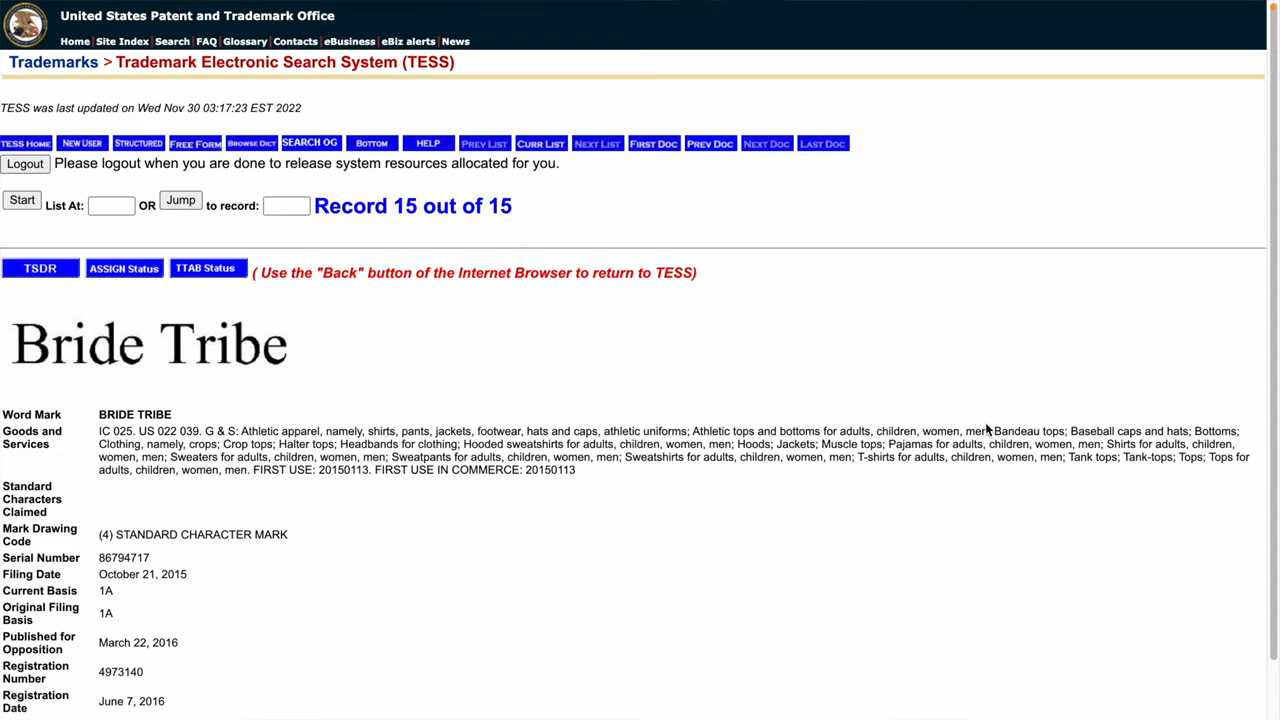 United States Patent and Trademark Office
Home | Site Index | Search | FAQ | Glossary | Contacts | eBusiness | eBiz alerts | News
Trademarks > Trademark Electronic Search System (TESS)
TESS was last updated on Wed Nov 30 03:17:23 EST 2022
TESS HOME NEW USER STRUCTURED FREE FORM BROWSE DICT SEARCH OG BOTTOM HELP PREV LIST CURR LIST NEXT LIST FIRST DOC PREV DOC NEXT DOC LAST DOC
Logout Please logout when you are done to release system resources allocated for you.
Start List At: OR Jump to record: Record 15 out of 15
TSDR ASSIGN Status TTAB Status ( Use the "Back" button of the Internet Browser to return to TESS)
Bride Tribe
Word Mark BRIDE TRIBE
Goods and Services IC 025. US 022 039. G & S: Athletic apparel, namely, shirts, pants, jackets, footwear, hats and caps, athletic uniforms; Athletic tops and bottoms for adults, children, women, men; Bandeau tops; Baseball caps and hats; Bottoms;
Clothing, namely, crops; Crop tops; Halter tops; Headbands for clothing; Hooded sweatshirts for adults, children, women, men; Hoods; Jackets; Muscle tops; Pajamas for adults, children, women, men; Shirts for adults, children,
women, men; Sweaters for adults, children, women, men; Sweatpants for adults, children, women, men; Sweatshirts for adults, children, women, men; T-shirts for adults, children, women, men; Tank tops; Tank-tops; Tops; Tops for
adults, children, women, men. FIRST USE: 20150113. FIRST USE IN COMMERCE: 20150113
Standard
Characters
Claimed
Mark Drawing
Code (4) STANDARD CHARACTER MARK
Serial Number 86794717
Filing Date October 21, 2015
Current Basis 1A
Original Filing
Basis 1A
Published for
Opposition March 22, 2016
Registration
Number 4973140
Registration
Date June 7, 2016